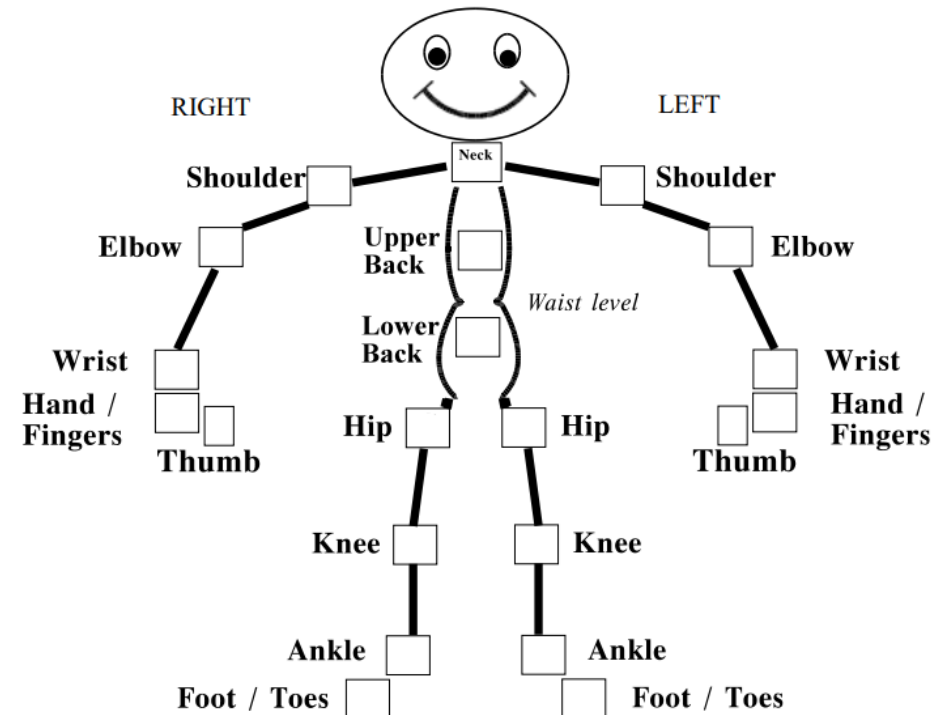 RIGHT
LEFT
Neck
Shoulder
Shoulder
Elbow
Upper
Back
Elbow
Waist level
Lower
Back
Wrist
Wrist
Hand /
Fingers
Hand /
Fingers
Hip
Hip
Thumb
Thumb
Knee
Knee
Ankle
Ankle
Foot / Toes
Foot / Toes